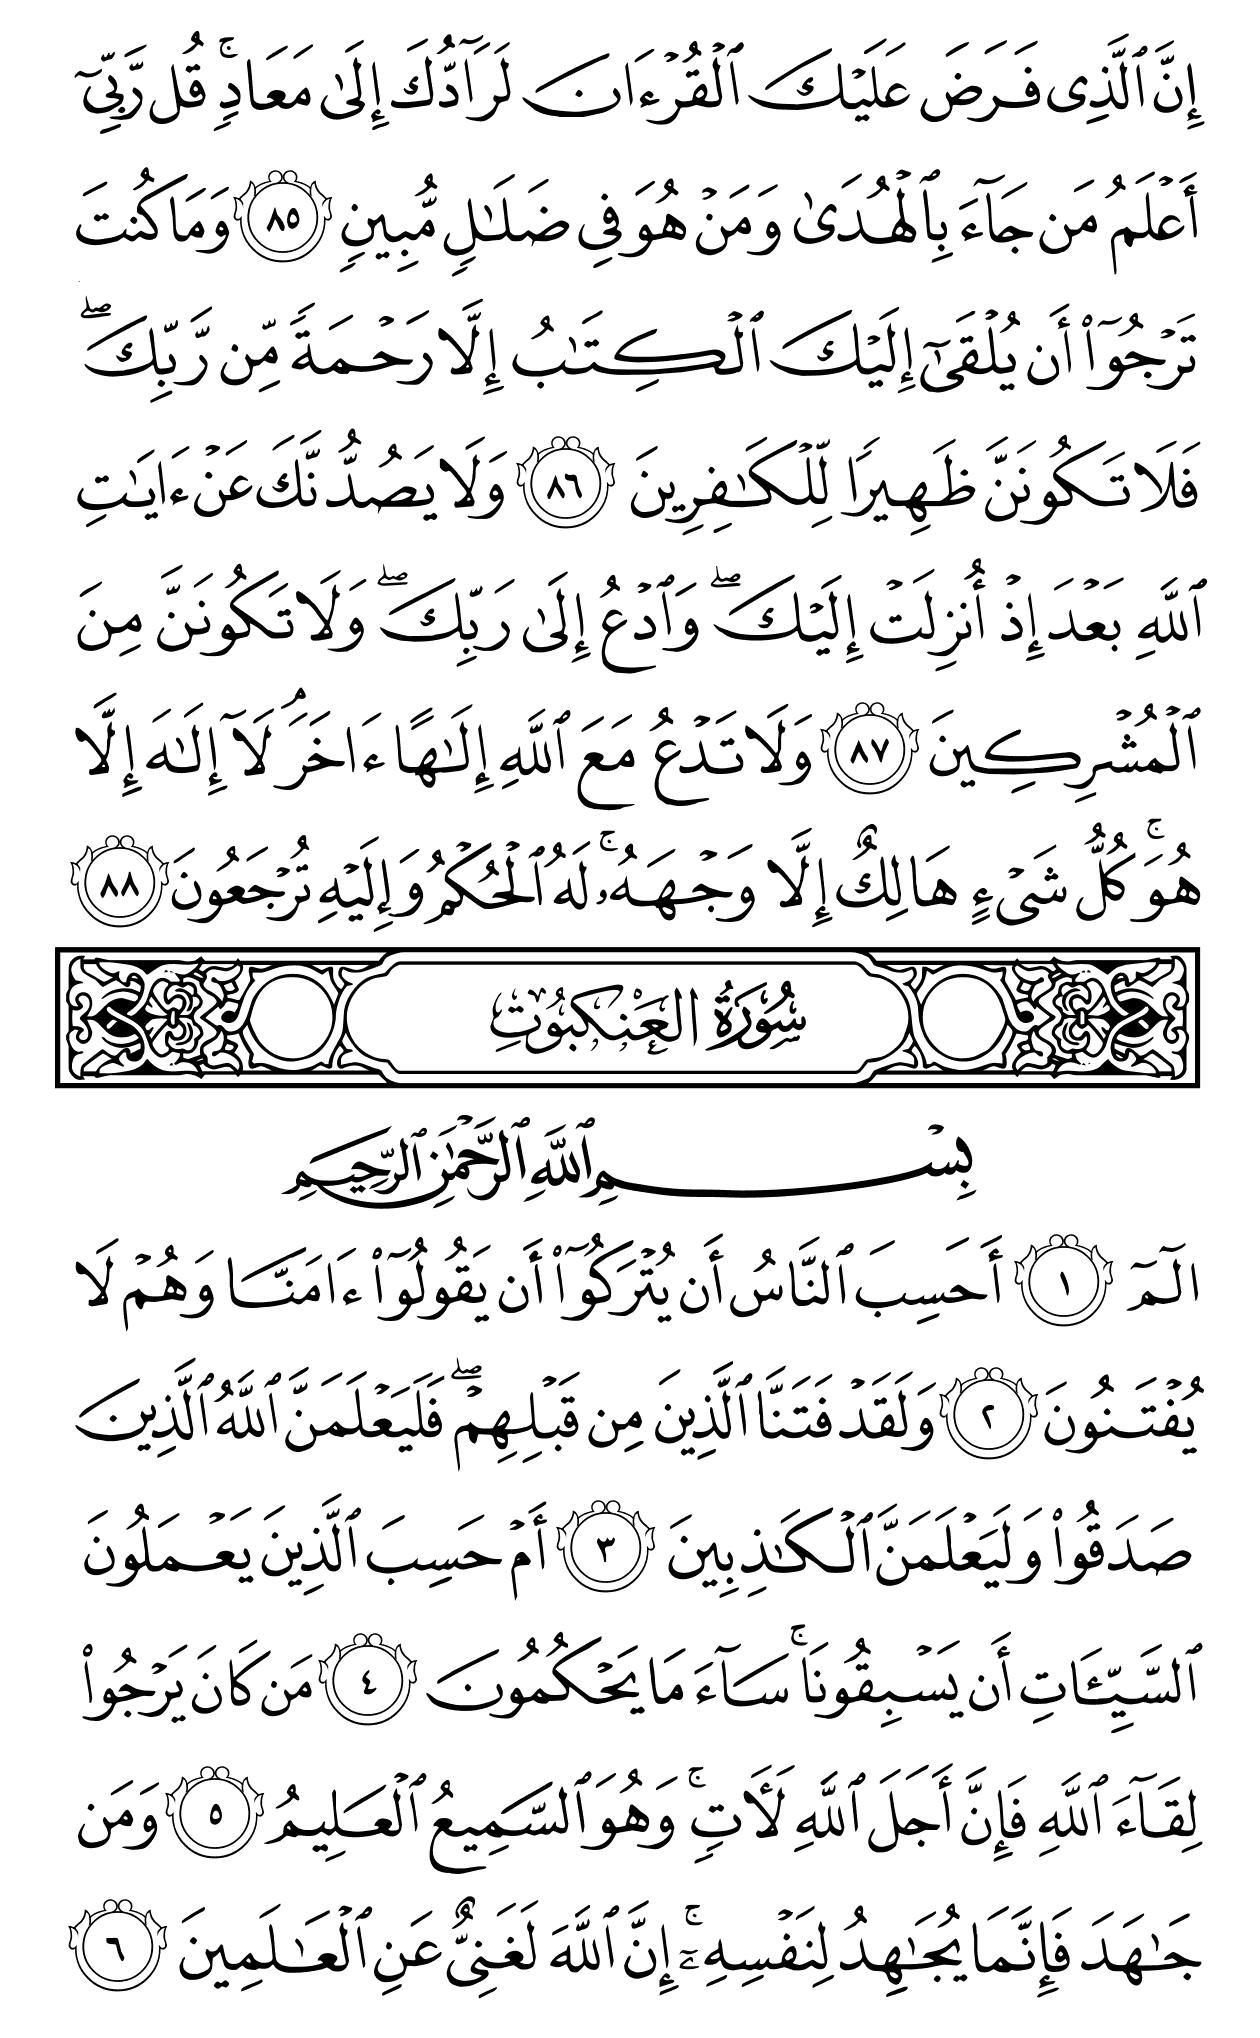 إِنَّ ٱلَّذِى فَرَضَ عَلَيْكَ ٱلْقُرْءَانَ لَرَآدُّكَ إِلَىٰ مَعَادٍۚ قُل رَّبِّىٓ
أَعْلَمُ مَن جَآءَ بِٱلْهُدَىٰ وَمَنْ هُوَ فِى ضَلَـٰلٍ مُّبِينٍ ٨٥ وَمَا كُنتَ
تَرْجُوٓا۟ أَن يُلْقَىٰٓ إِلَيْكَ ٱلْكِتَـٰبُ إِلَّا رَحْمَةً مِّن رَّبِّكَۖ
فَلَا تَكُونَنَّ ظَهِيرًا لِّلْكَـٰفِرِينَ ٨٦ وَلَا يَصُدُّنَّكَ عَنْ ءَايَـٰتِ
ٱللَّهِ بَعْدَ إِذْ أُنزِلَتْ إِلَيْكَۖ وَٱدْعُ إِلَىٰ رَبِّكَۖ وَلَا تَكُونَنَّ مِنَ
ٱلْمُشْرِكِينَ ٨٧ وَلَا تَدْعُ مَعَ ٱللَّهِ إِلَـٰهًا ءَاخَرَۘ لَآ إِلَـٰهَ إِلَّا
هُوَۚ كُلُّ شَىْءٍ هَالِكٌ إِلَّا وَجْهَهُۥۚ لَهُ ٱلْحُكْمُ وَإِلَيْهِ تُرْجَعُونَ ٨٨
سُورَةُ العَنْكَبُوتِ
بِسْمِ ٱللَّهِ ٱلرَّحْمَـٰنِ ٱلرَّحِيمِ
الٓمٓ ١ أَحَسِبَ ٱلنَّاسُ أَن يُتْرَكُوٓا۟ أَن يَقُولُوٓا۟ ءَامَنَّا وَهُمْ لَا
يُفْتَنُونَ ٢ وَلَقَدْ فَتَنَّا ٱلَّذِينَ مِن قَبْلِهِمْۖ فَلَيَعْلَمَنَّ ٱللَّهُ ٱلَّذِينَ
صَدَقُوا۟ وَلَيَعْلَمَنَّ ٱلْكَـٰذِبِينَ ٣ أَمْ حَسِبَ ٱلَّذِينَ يَعْمَلُونَ
ٱلسَّيِّـَٔاتِ أَن يَسْبِقُونَاۚ سَآءَ مَا يَحْكُمُونَ ٤ مَن كَانَ يَرْجُوا۟
لِقَآءَ ٱللَّهِ فَإِنَّ أَجَلَ ٱللَّهِ لَـَٔاتٍۚ وَهُوَ ٱلسَّمِيعُ ٱلْعَلِيمُ ٥ وَمَن
جَـٰهَدَ فَإِنَّمَا يُجَـٰهِدُ لِنَفْسِهِۦٓۚ إِنَّ ٱللَّهَ لَغَنِىٌّ عَنِ ٱلْعَـٰلَمِينَ ٦